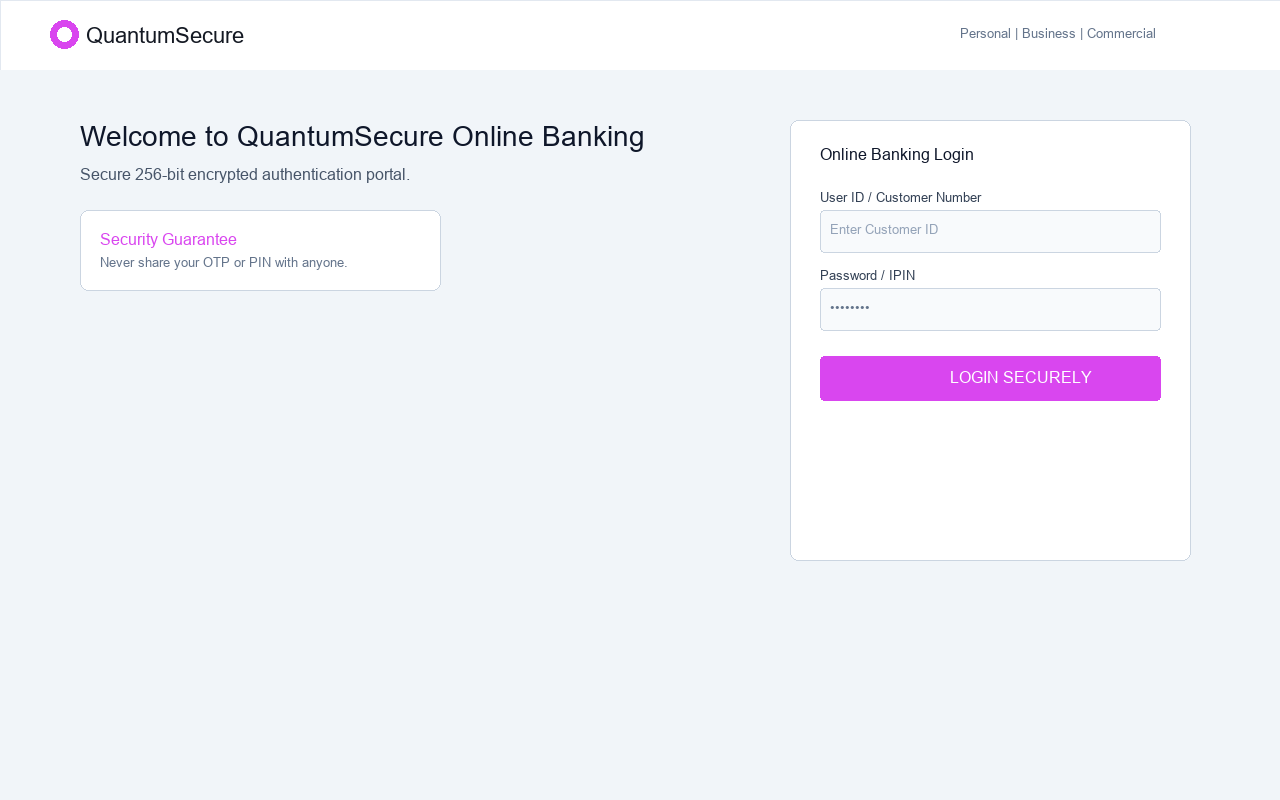 QuantumSecure
Personal | Business | Commercial
Welcome to QuantumSecure Online Banking
Secure 256-bit encrypted authentication portal.
Security Guarantee
Never share your OTP or PIN with anyone.
Online Banking Login
User ID / Customer Number
Enter Customer ID
Password / IPIN
••••••••
LOGIN SECURELY